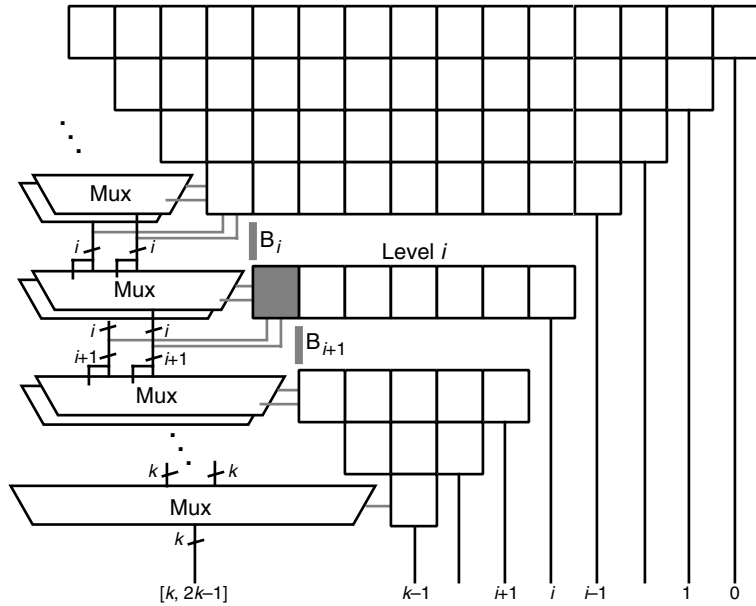 Mux
i i
B_i
Level i
Mux
i i
B_{i+1}
i+1 i+1
Mux
k k
Mux
k
[k, 2k–1] k–1 i+1 i i–1 1 0